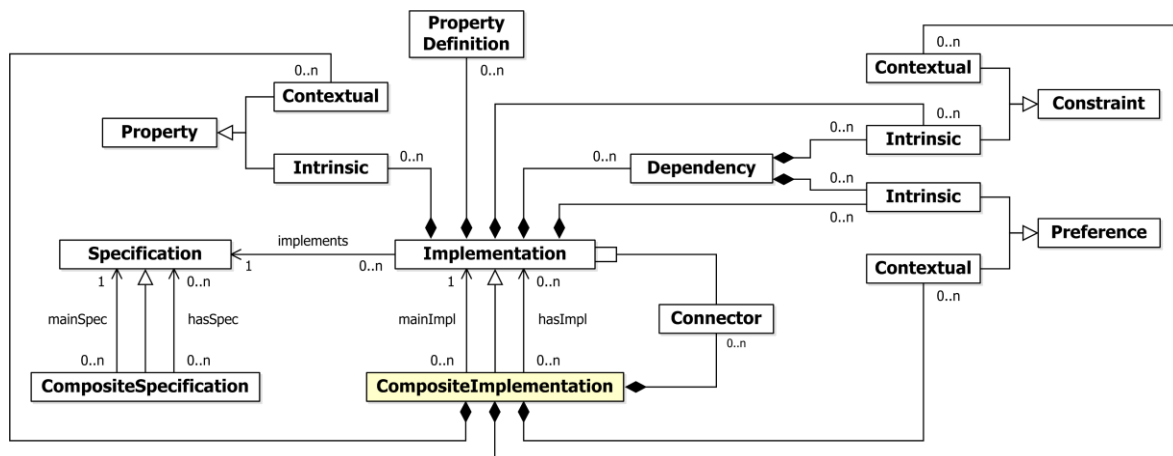 Property
Definition
0..n
0..n
Contextual
0..n
Contextual
Constraint
Property
0..n
0..n
Intrinsic
0..n
Intrinsic
0..n
Dependency
0..n
Intrinsic
0..n
Preference
implements
Specification
1
0..n
Implementation
Contextual
0..n
1
0..n
1
0..n
mainSpec
hasSpec
mainImpl
hasImpl
Connector
0..n
0..n
0..n
0..n
0..n
CompositeSpecification
CompositeImplementation